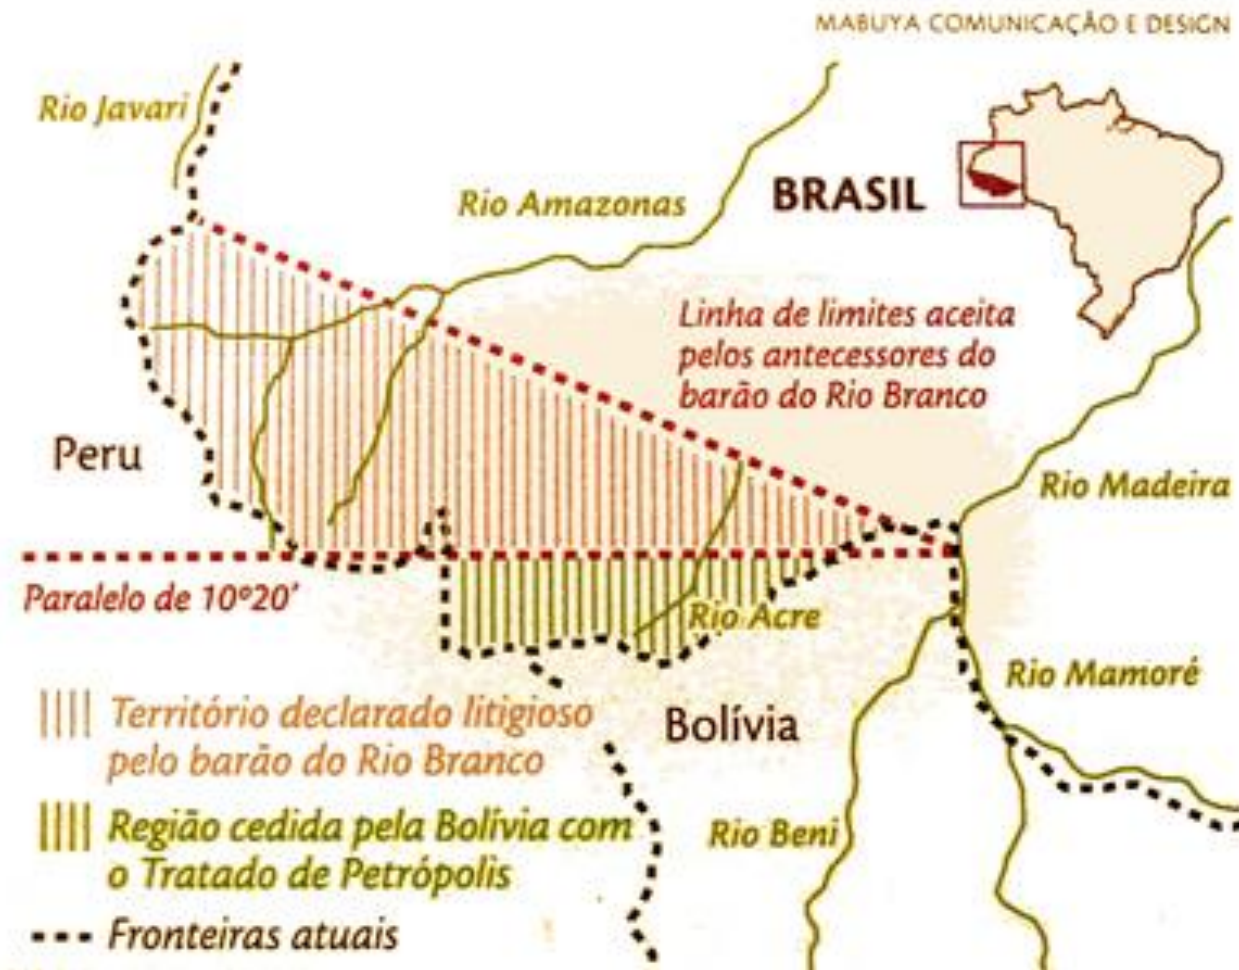 MABUYA COMUNICAÇÃO E DESIGN
Rio Javari
Rio Amazonas
BRASIL
Linha de limites aceita
pelos antecessores do
barão do Rio Branco
Peru
Rio Madeira
Paralelo de 10º20’
Rio Acre
Rio Mamoré
Bolívia
Território declarado litigioso
pelo barão do Rio Branco
Região cedida pela Bolívia com
o Tratado de Petrópolis
Rio Beni
Fronteiras atuais